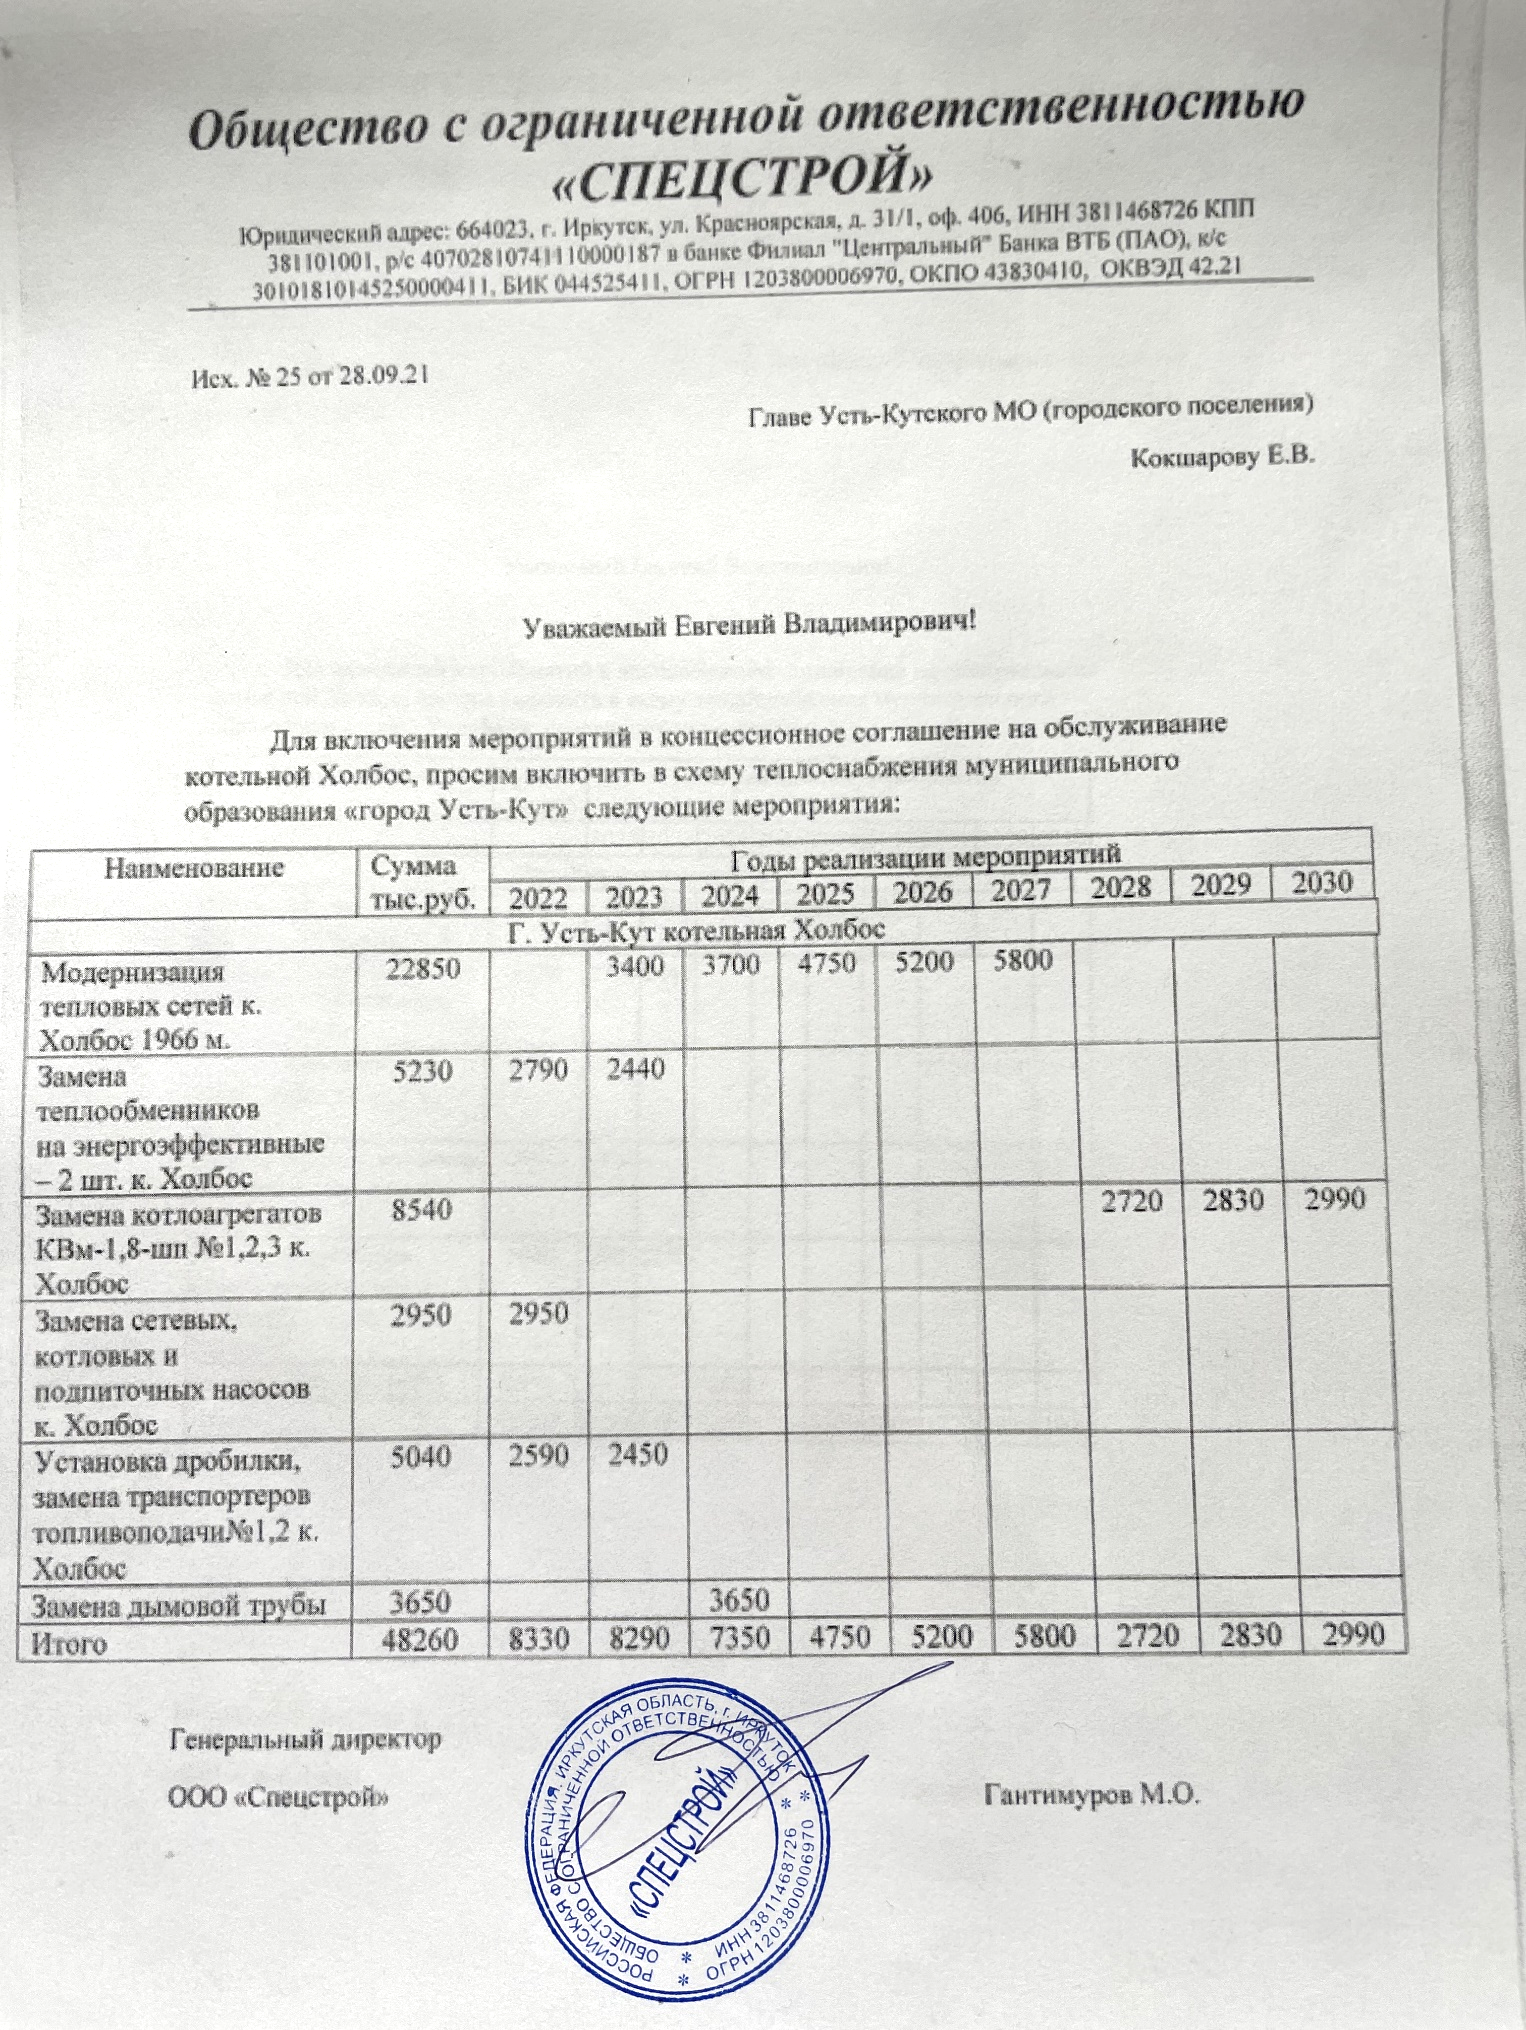 Общество с ограниченной ответственностью
«СПЕЦСТРОЙ»
Юридический адрес: 664023, г. Иркутск, ул. Красноярская, д. 31/1, оф. 406, ИНН 3811468726 КПП
381101001, р/с 40702810741110000187 в банке Филиал "Центральный" Банка ВТБ (ПАО), к/с
30101810145250000411, БИК 044525411, ОГРН 1203800006970, ОКПО 43830410, ОКВЭД 42.21
Исх. № 25 от 28.09.21
Главе Усть-Кутского МО (городского поселения)
Кокшарову Е.В.
Уважаемый Евгений Владимирович!
Для включения мероприятий в концессионное соглашение на обслуживание
котельной Холбос, просим включить в схему теплоснабжения муниципального
образования «город Усть-Кут» следующие мероприятия:
Наименование Сумма Годы реализации мероприятий
тыс.руб. 2022 2023 2024 2025 2026 2027 2028 2029 2030
Г. Усть-Кут котельная Холбос
Модернизация 22850 3400 3700 4750 5200 5800
тепловых сетей к.
Холбос 1966 м.
Замена 5230 2790 2440
теплообменников
на энергоэффективные
– 2 шт. к. Холбос
Замена котлоагрегатов 8540 2720 2830 2990
КВм-1,8-шп №1,2,3 к.
Холбос
Замена сетевых, 2950 2950
котловых и
подпиточных насосов
к. Холбос
Установка дробилки, 5040 2590 2450
замена транспортеров
топливоподачи№1,2 к.
Холбос
Замена дымовой трубы 3650 3650
Итого 48260 8330 8290 7350 4750 5200 5800 2720 2830 2990
Генеральный директор
ООО «Спецстрой»
Гантимуров М.О.
РОССИЙСКАЯ ФЕДЕРАЦИЯ, ИРКУТСКАЯ ОБЛАСТЬ, г. ИРКУТСК
ОБЩЕСТВО С ОГРАНИЧЕННОЙ ОТВЕТСТВЕННОСТЬЮ
«СПЕЦСТРОЙ»
ИНН 3811468726
ОГРН 1203800006970